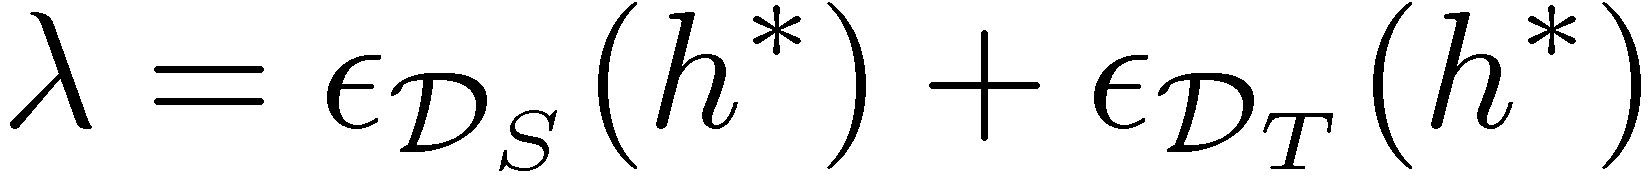 λ = ϵ_{𝒟_S}(h*) + ϵ_{𝒟_T}(h*)